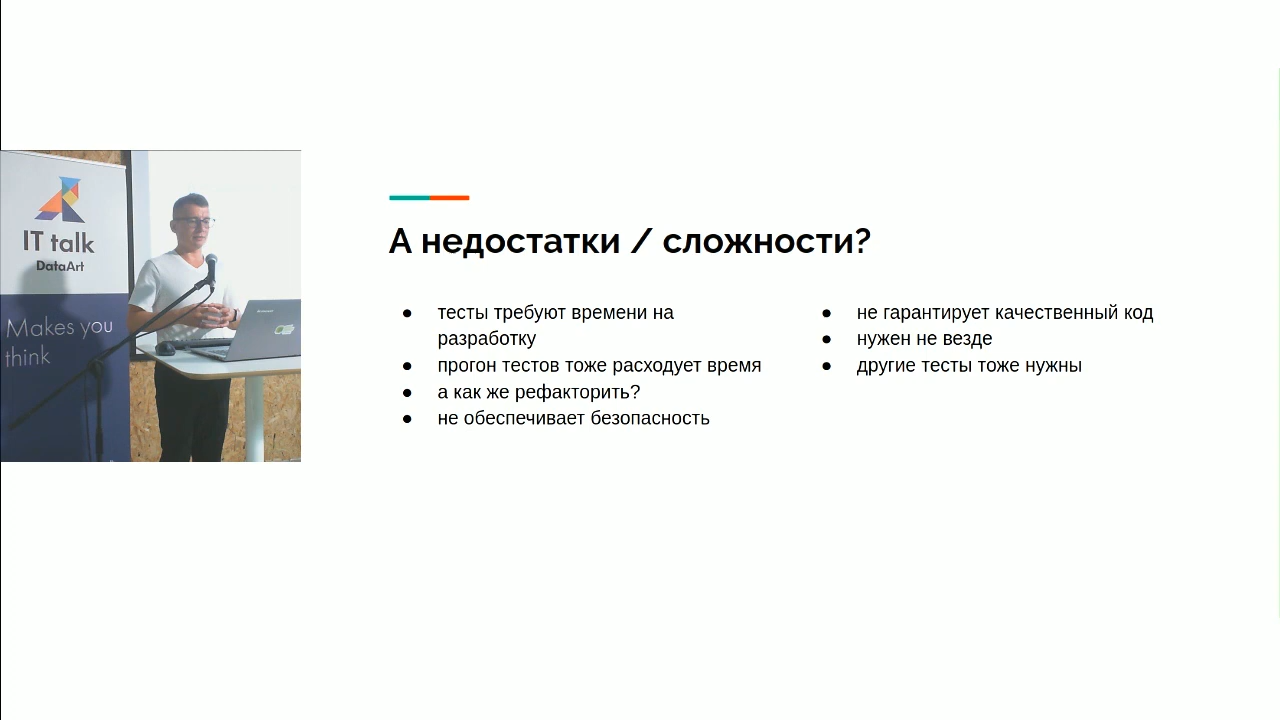 IT talk
DataArt
Makes you
think
А недостатки / сложности?
● тесты требуют времени на
разработку
● прогон тестов тоже расходует время
● а как же рефакторить?
● не обеспечивает безопасность
● не гарантирует качественный код
● нужен не везде
● другие тесты тоже нужны